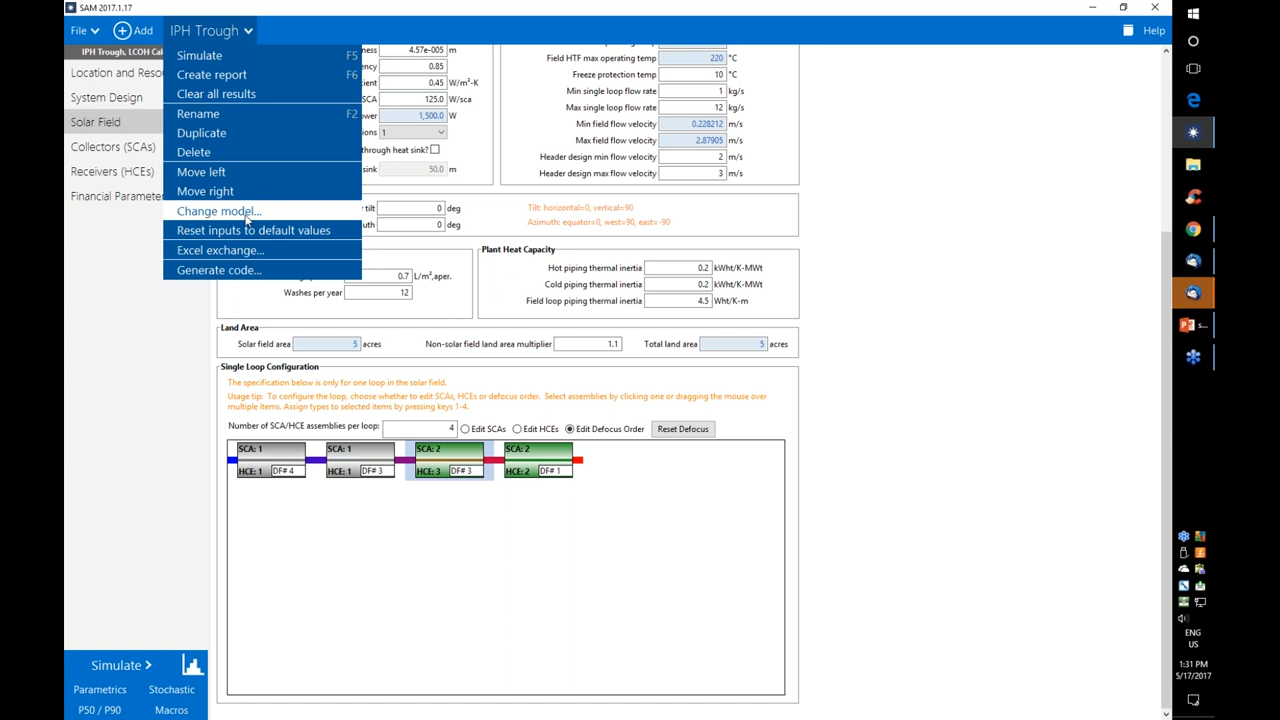 SAM 2017.1.17
File
Add
IPH Trough
Help
IPH Trough, LCOH Cal
Location and Reso
System Design
Solar Field
Collectors (SCAs)
Receivers (HCEs)
Financial Parameter
Simulate F5
Create report F6
Clear all results
Rename F2
Duplicate
Delete
Move left
Move right
Change model...
Reset inputs to default values
Excel exchange...
Generate code...
ness 4.57e-005 m
ncy 0.85
ient 0.45 W/m²-K
SCA 125.0 W/sca
ower 1,500.0 W
ions 1
through heat sink?
sink 50.0 m
Field HTF max operating temp 220 °C
Freeze protection temp 10 °C
Min single loop flow rate 1 kg/s
Max single loop flow rate 12 kg/s
Min field flow velocity 0.228212 m/s
Max field flow velocity 2.87905 m/s
Header design min flow velocity 2 m/s
Header design max flow velocity 3 m/s
r tilt 0 deg
uth 0 deg
Tilt: horizontal=0, vertical=90
Azimuth: equator=0, west=90, east=-90
0.7 L/m²,aper.
Washes per year 12
Plant Heat Capacity
Hot piping thermal inertia 0.2 kWht/K-MWt
Cold piping thermal inertia 0.2 kWht/K-MWt
Field loop piping thermal inertia 4.5 Wht/K-m
Land Area
Solar field area 5 acres Non-solar field land area multiplier 1.1 Total land area 5 acres
Single Loop Configuration
The specification below is only for one loop in the solar field.
Usage tip: To configure the loop, choose whether to edit SCAs, HCEs or defocus order. Select assemblies by clicking one or dragging the mouse over
multiple items. Assign types to selected items by pressing keys 1-4.
Number of SCA/HCE assemblies per loop: 4 Edit SCAs Edit HCEs Edit Defocus Order Reset Defocus
SCA: 1 SCA: 1 SCA: 2 SCA: 2
HCE: 1 DF# 4 HCE: 1 DF# 3 HCE: 3 DF# 3 HCE: 2 DF# 1
Simulate >
Parametrics Stochastic
P50 / P90 Macros
ENG
US
1:31 PM
5/17/2017